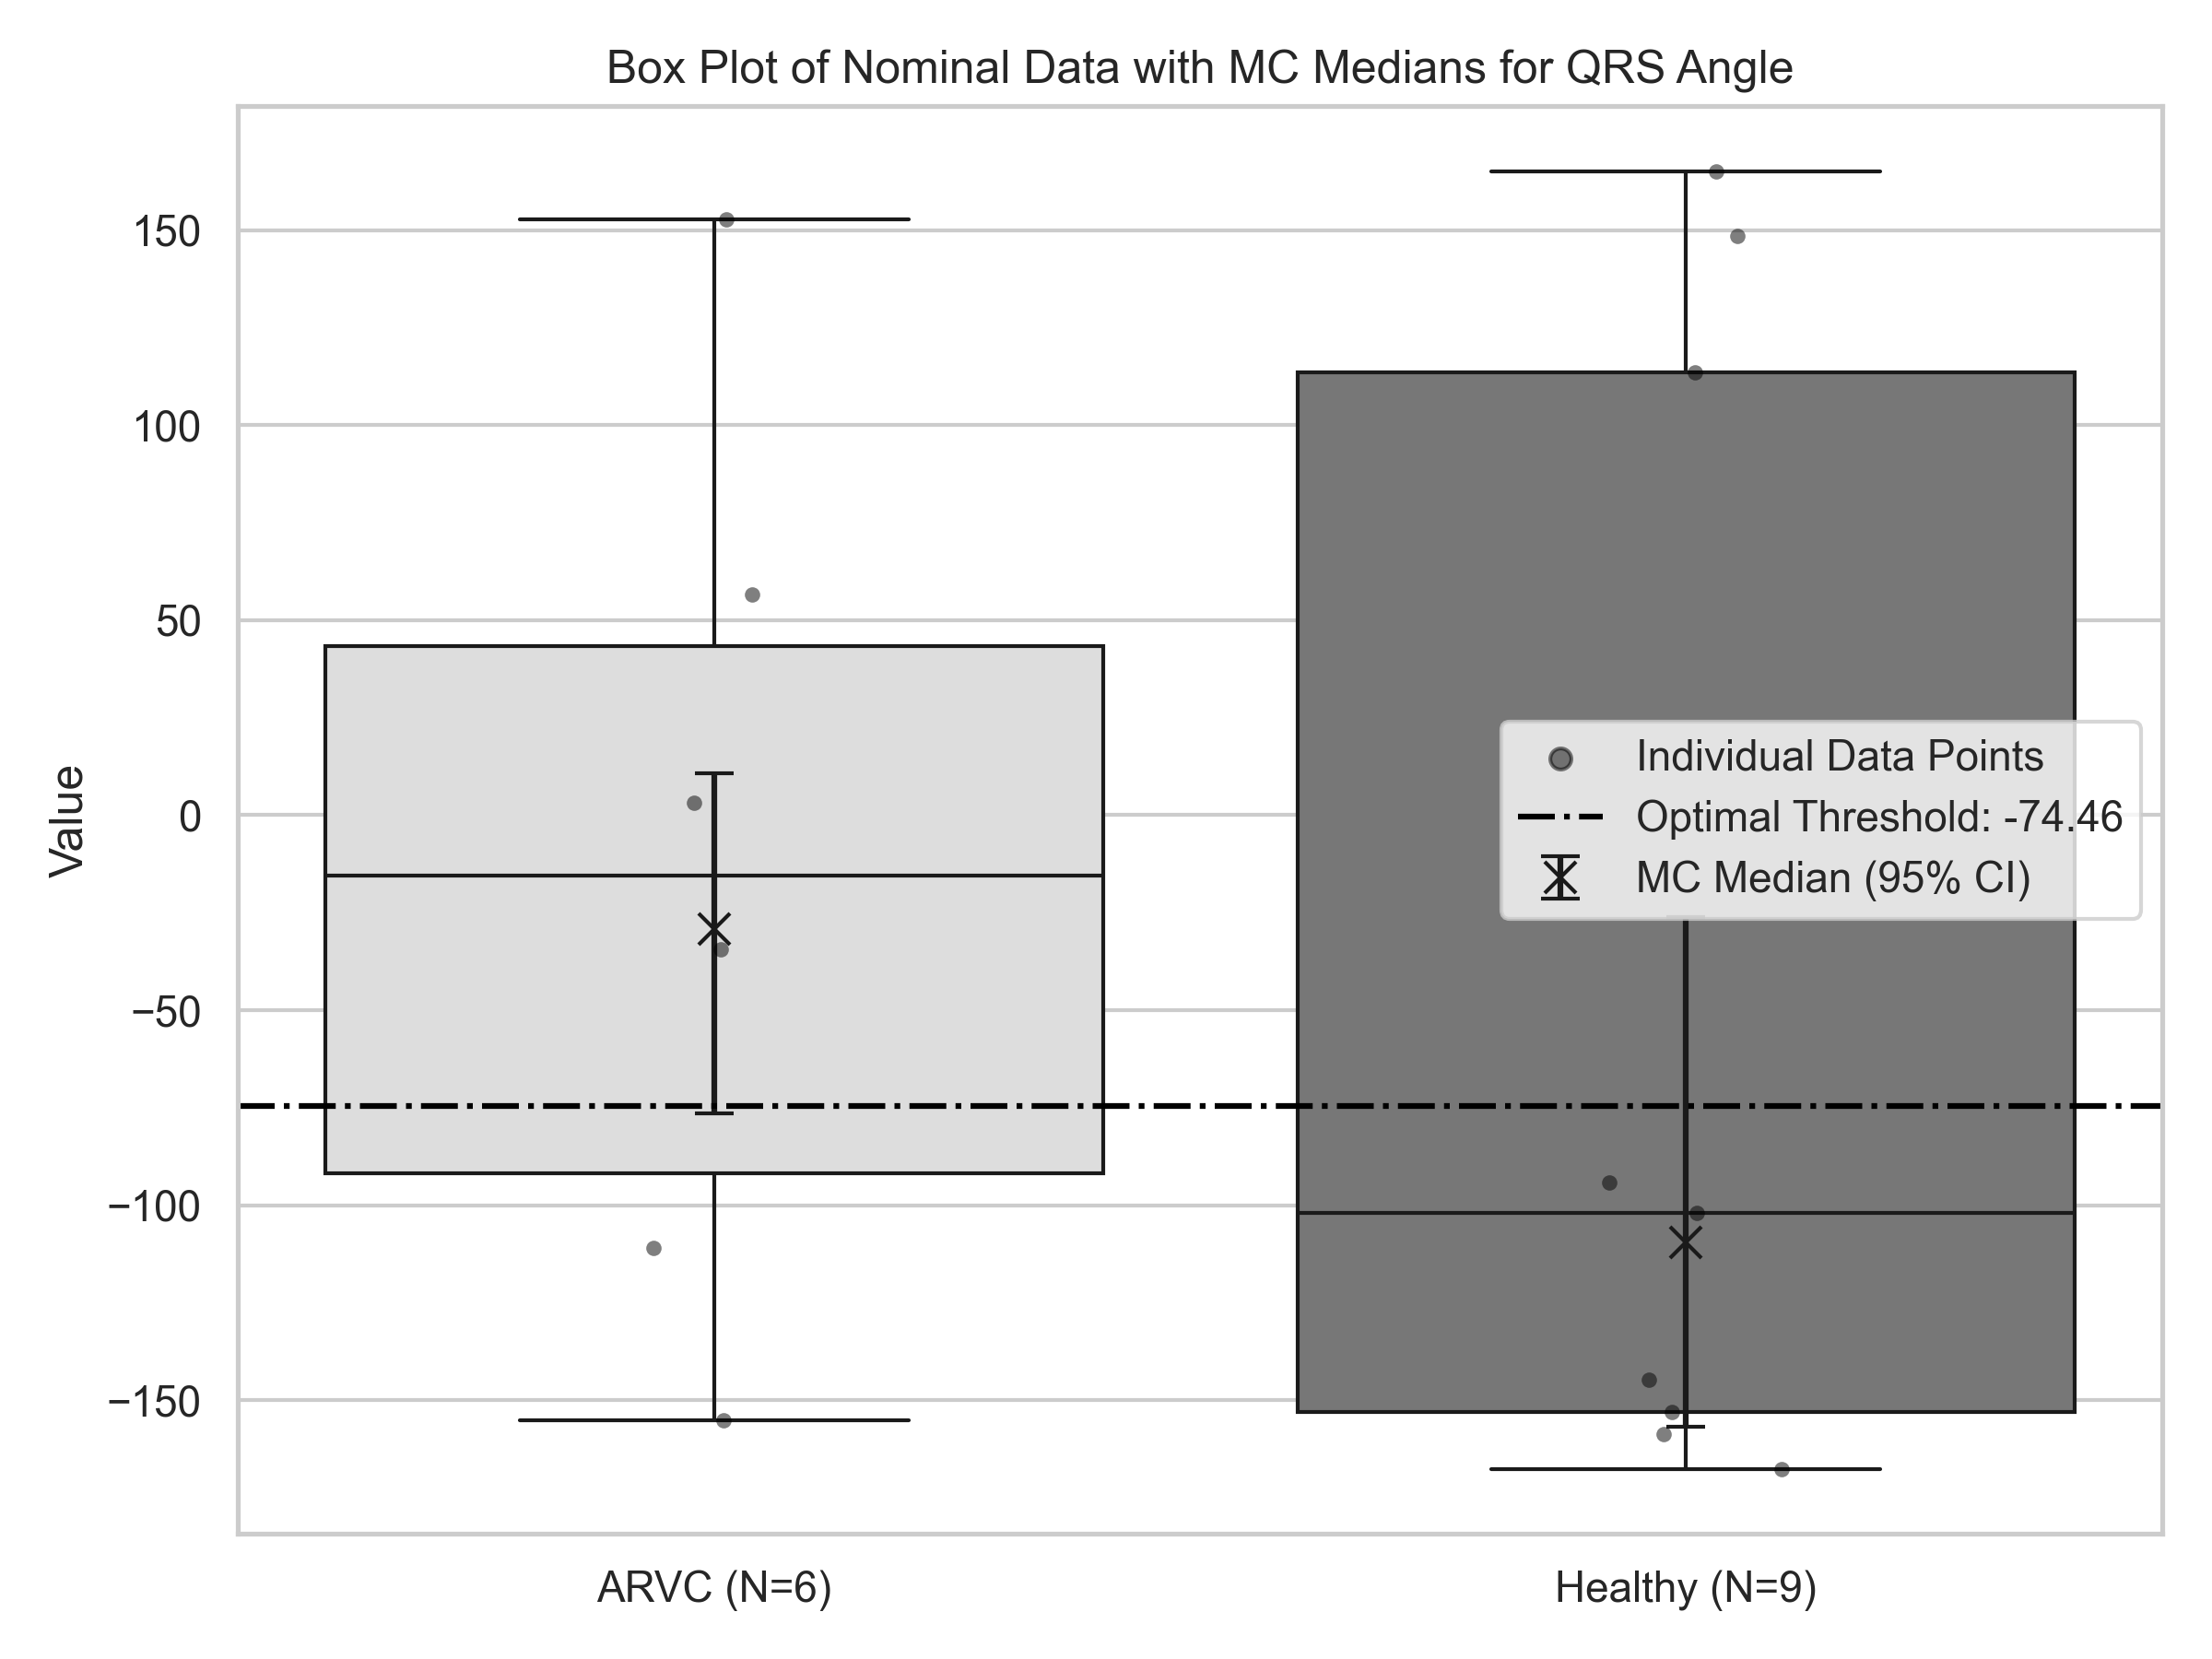 Box Plot of Nominal Data with MC Medians for QRS Angle
Value
150
100
50
0
−50
−100
−150
Individual Data Points
Optimal Threshold: -74.46
MC Median (95% CI)
ARVC (N=6)
Healthy (N=9)